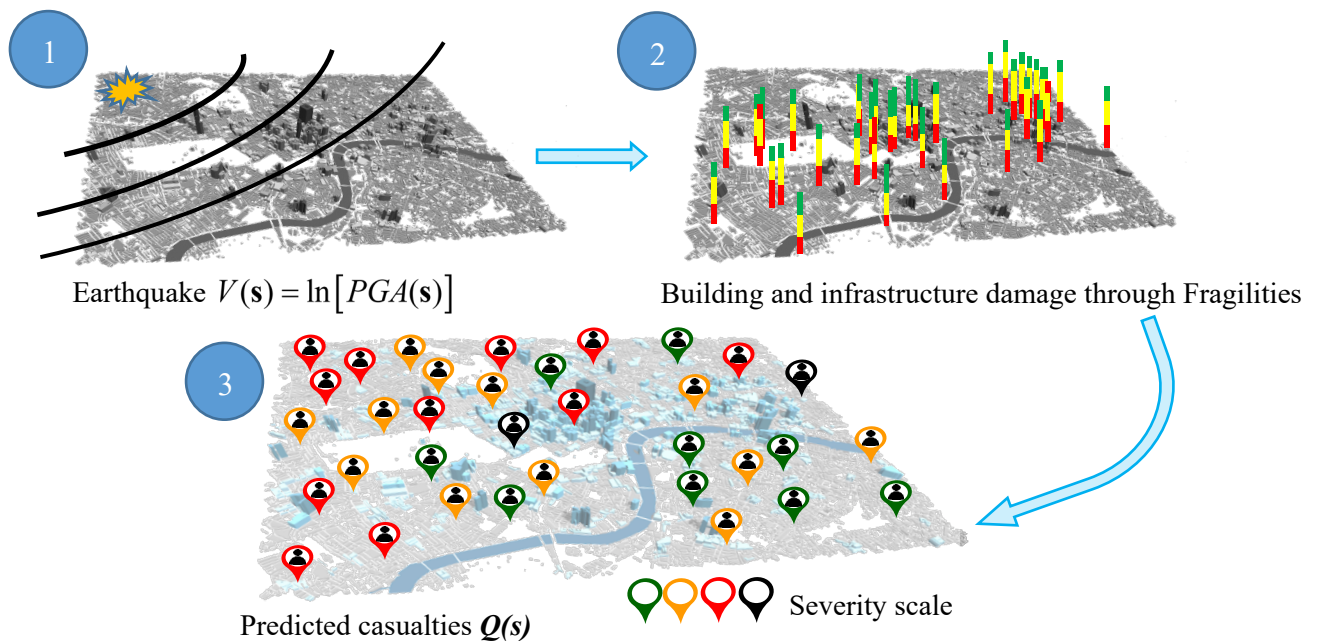 1
2
Earthquake V(s) = ln[PGA(s)]
Building and infrastructure damage through Fragilities
3
Severity scale
Predicted casualties Q(s)